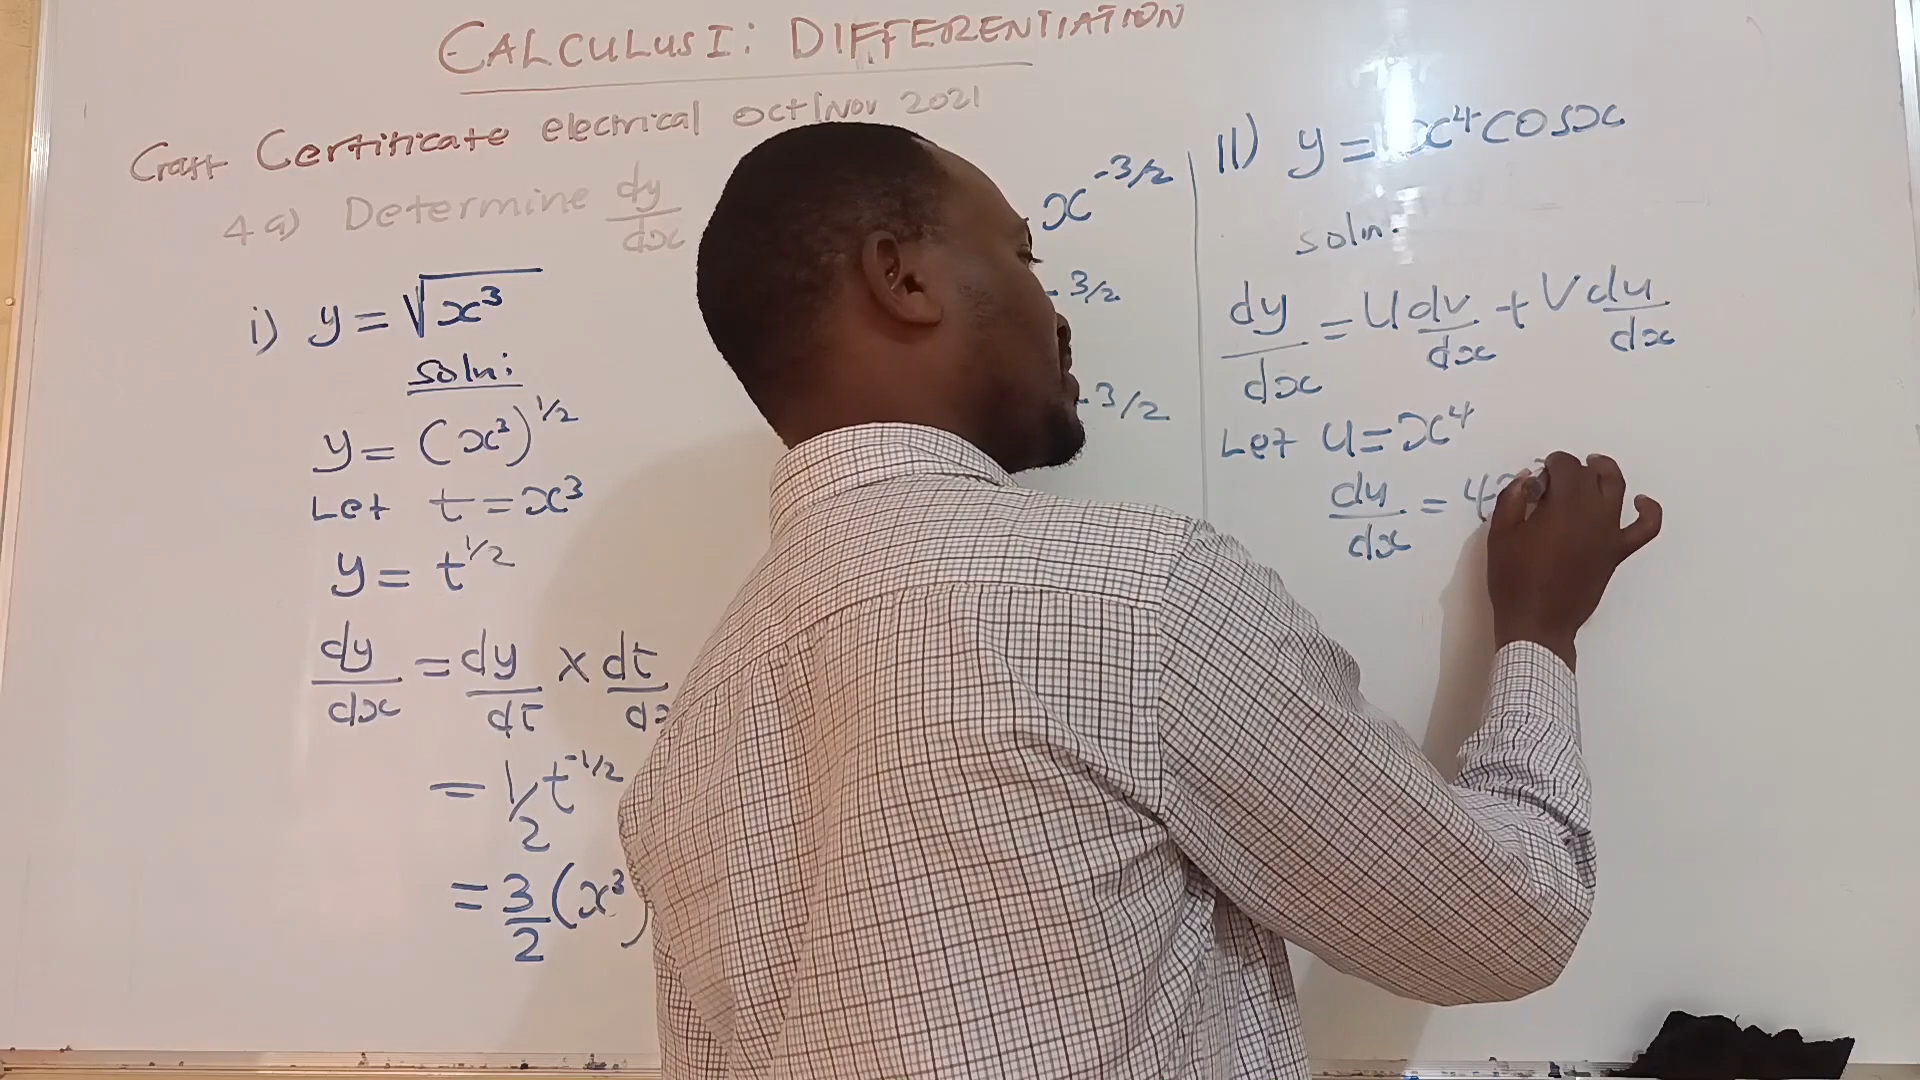 CALCULUS I: DIFFERENTIATION
Craft Certificate electrical oct/Nov 2021
4 a) Determine dy/dx
i) y = √x³
soln:
y = (x³)^1/2
Let t = x³
y = t^1/2
dy/dx = dy/dt × dt/
= 1/2 t^-1/2
= 3/2 (x³)
x^-3/2
-3/2
-3/2
II) y = x⁴ cosx
soln:
dy/dx = U dv/dx + V du/dx
Let u = x⁴
du/dx = 4